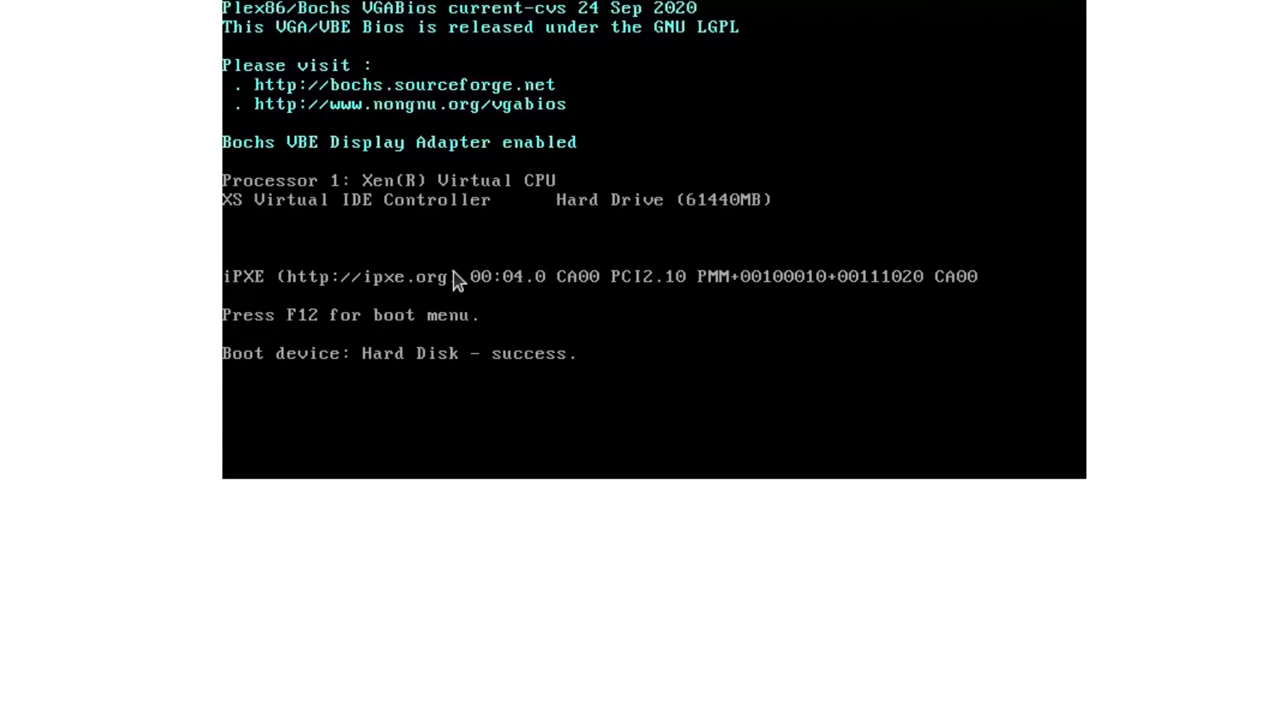 Plex86/Bochs VGABios current-cvs 24 Sep 2020
This VGA/VBE Bios is released under the GNU LGPL
Please visit :
. http://bochs.sourceforge.net
. http://www.nongnu.org/vgabios
Bochs VBE Display Adapter enabled
Processor 1: Xen(R) Virtual CPU
XS Virtual IDE Controller Hard Drive (61440MB)
iPXE (http://ipxe.org) 00:04.0 CA00 PCI2.10 PMM+00100010+00111020 CA00
Press F12 for boot menu.
Boot device: Hard Disk - success.